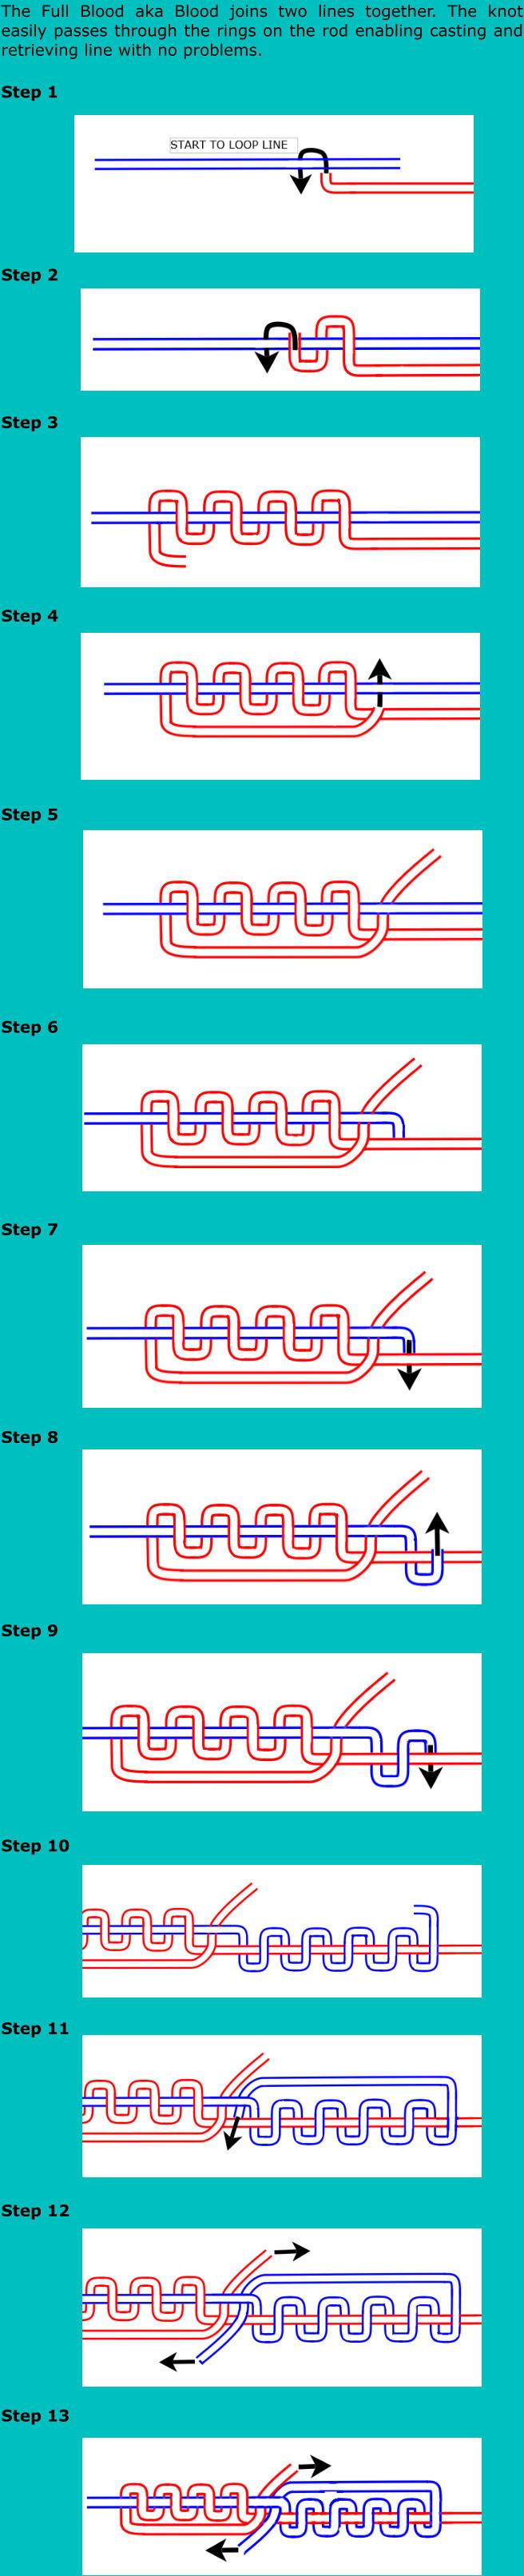 The Full Blood aka Blood joins two lines together. The knot
easily passes through the rings on the rod enabling casting and
retrieving line with no problems.
Step 1
START TO LOOP LINE
Step 2
Step 3
Step 4
Step 5
Step 6
Step 7
Step 8
Step 9
Step 10
Step 11
Step 12
Step 13